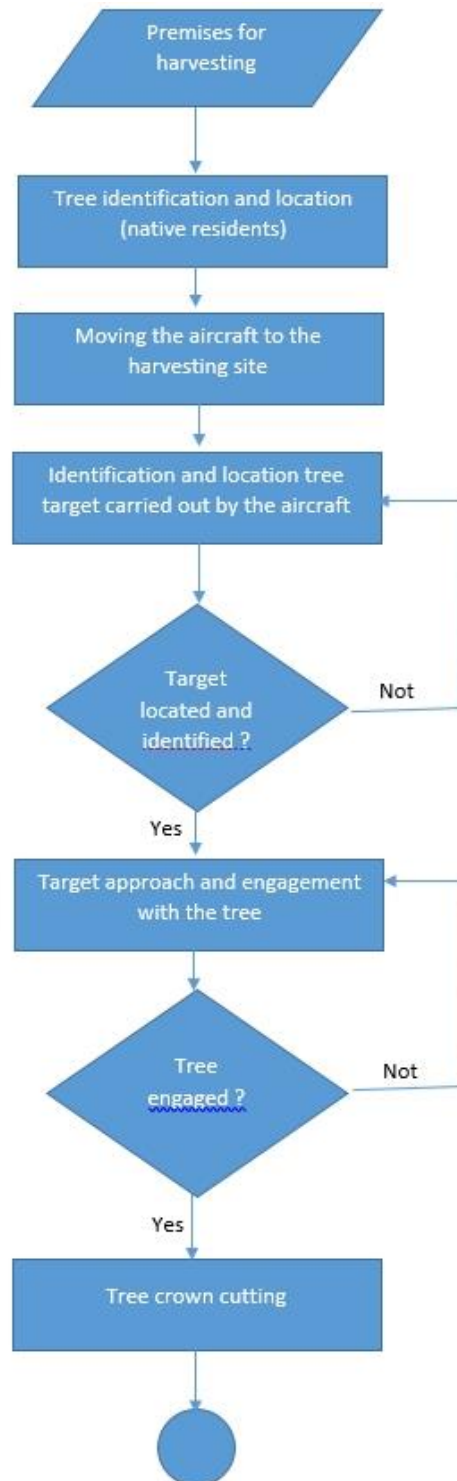 Premises for
harvesting
Tree identification and location
(native residents)
Moving the aircraft to the
harvesting site
Identification and location tree
target carried out by the aircraft
Target
located and
identified ?
Not
Yes
Target approach and engagement
with the tree
Tree
engaged ?
Not
Yes
Tree crown cutting